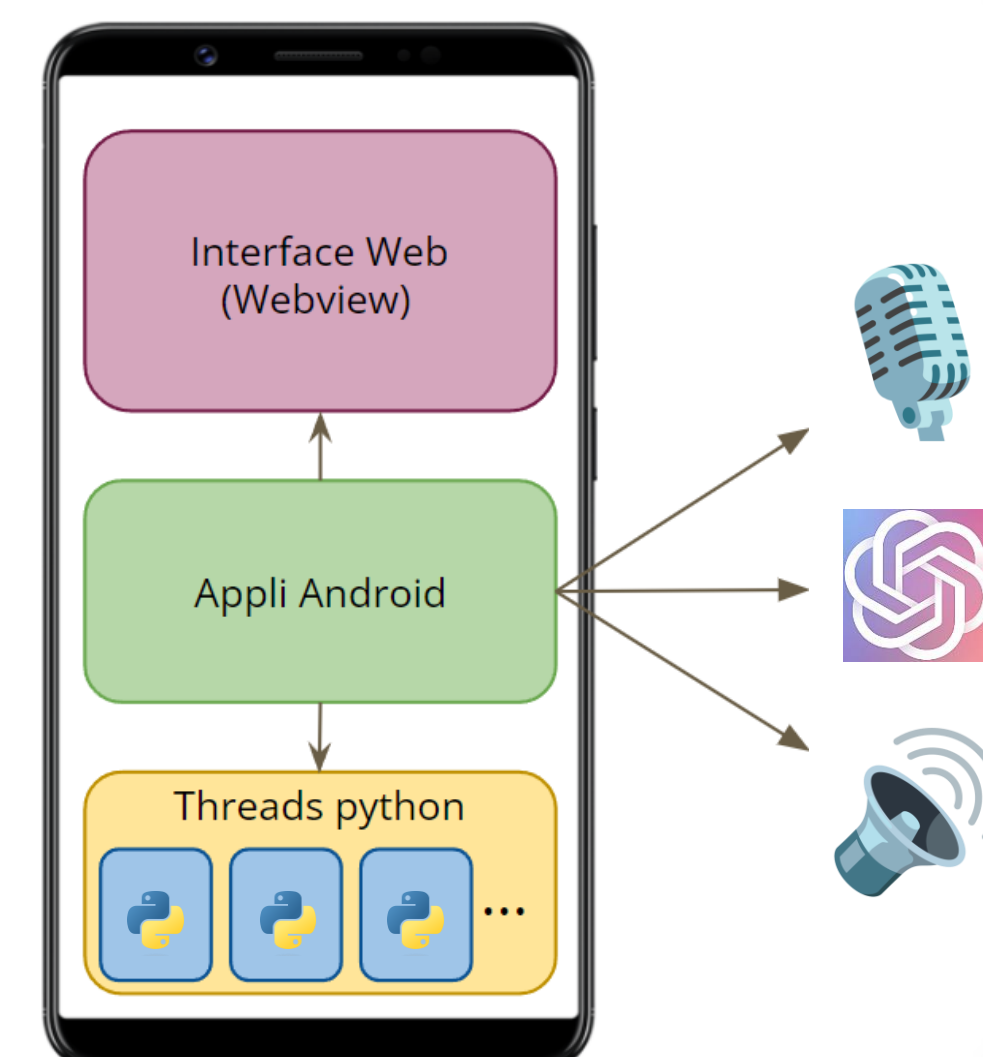 Interface Web
(Webview)
Appli Android
Threads python
...